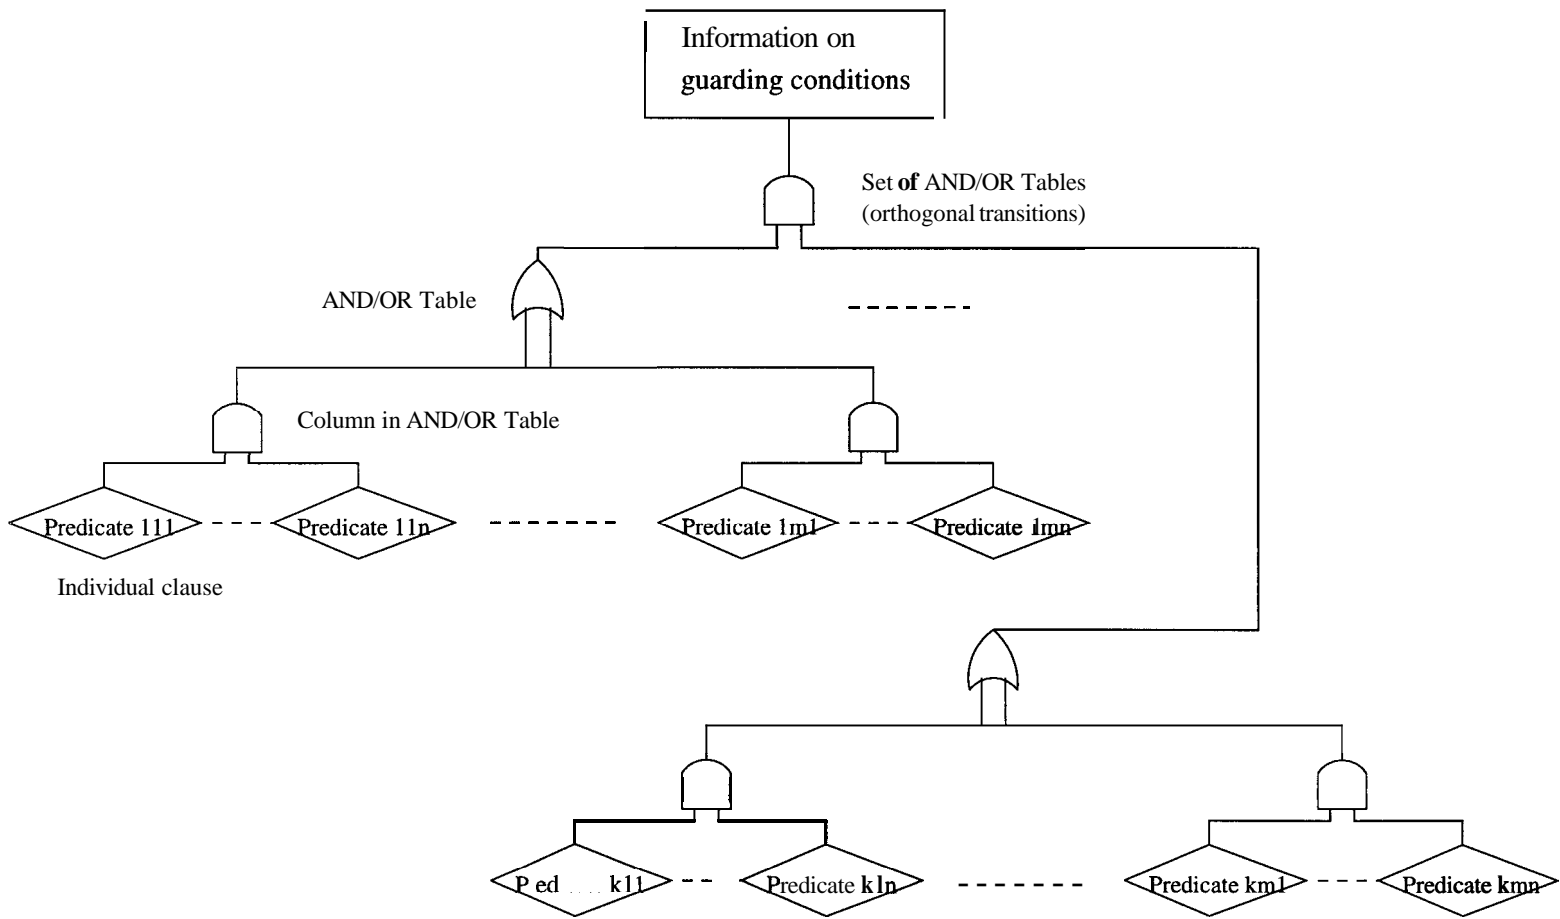 Information on
guarding conditions
Set of AND/OR Tables
(orthogonal transitions)
AND/OR Table
Column in AND/OR Table
Predicate 111
Predicate 11n
Predicate 1m1
Predicate 1mn
Individual clause
P ed k11
Predicate k1n
Predicate km1
Predicate kmn